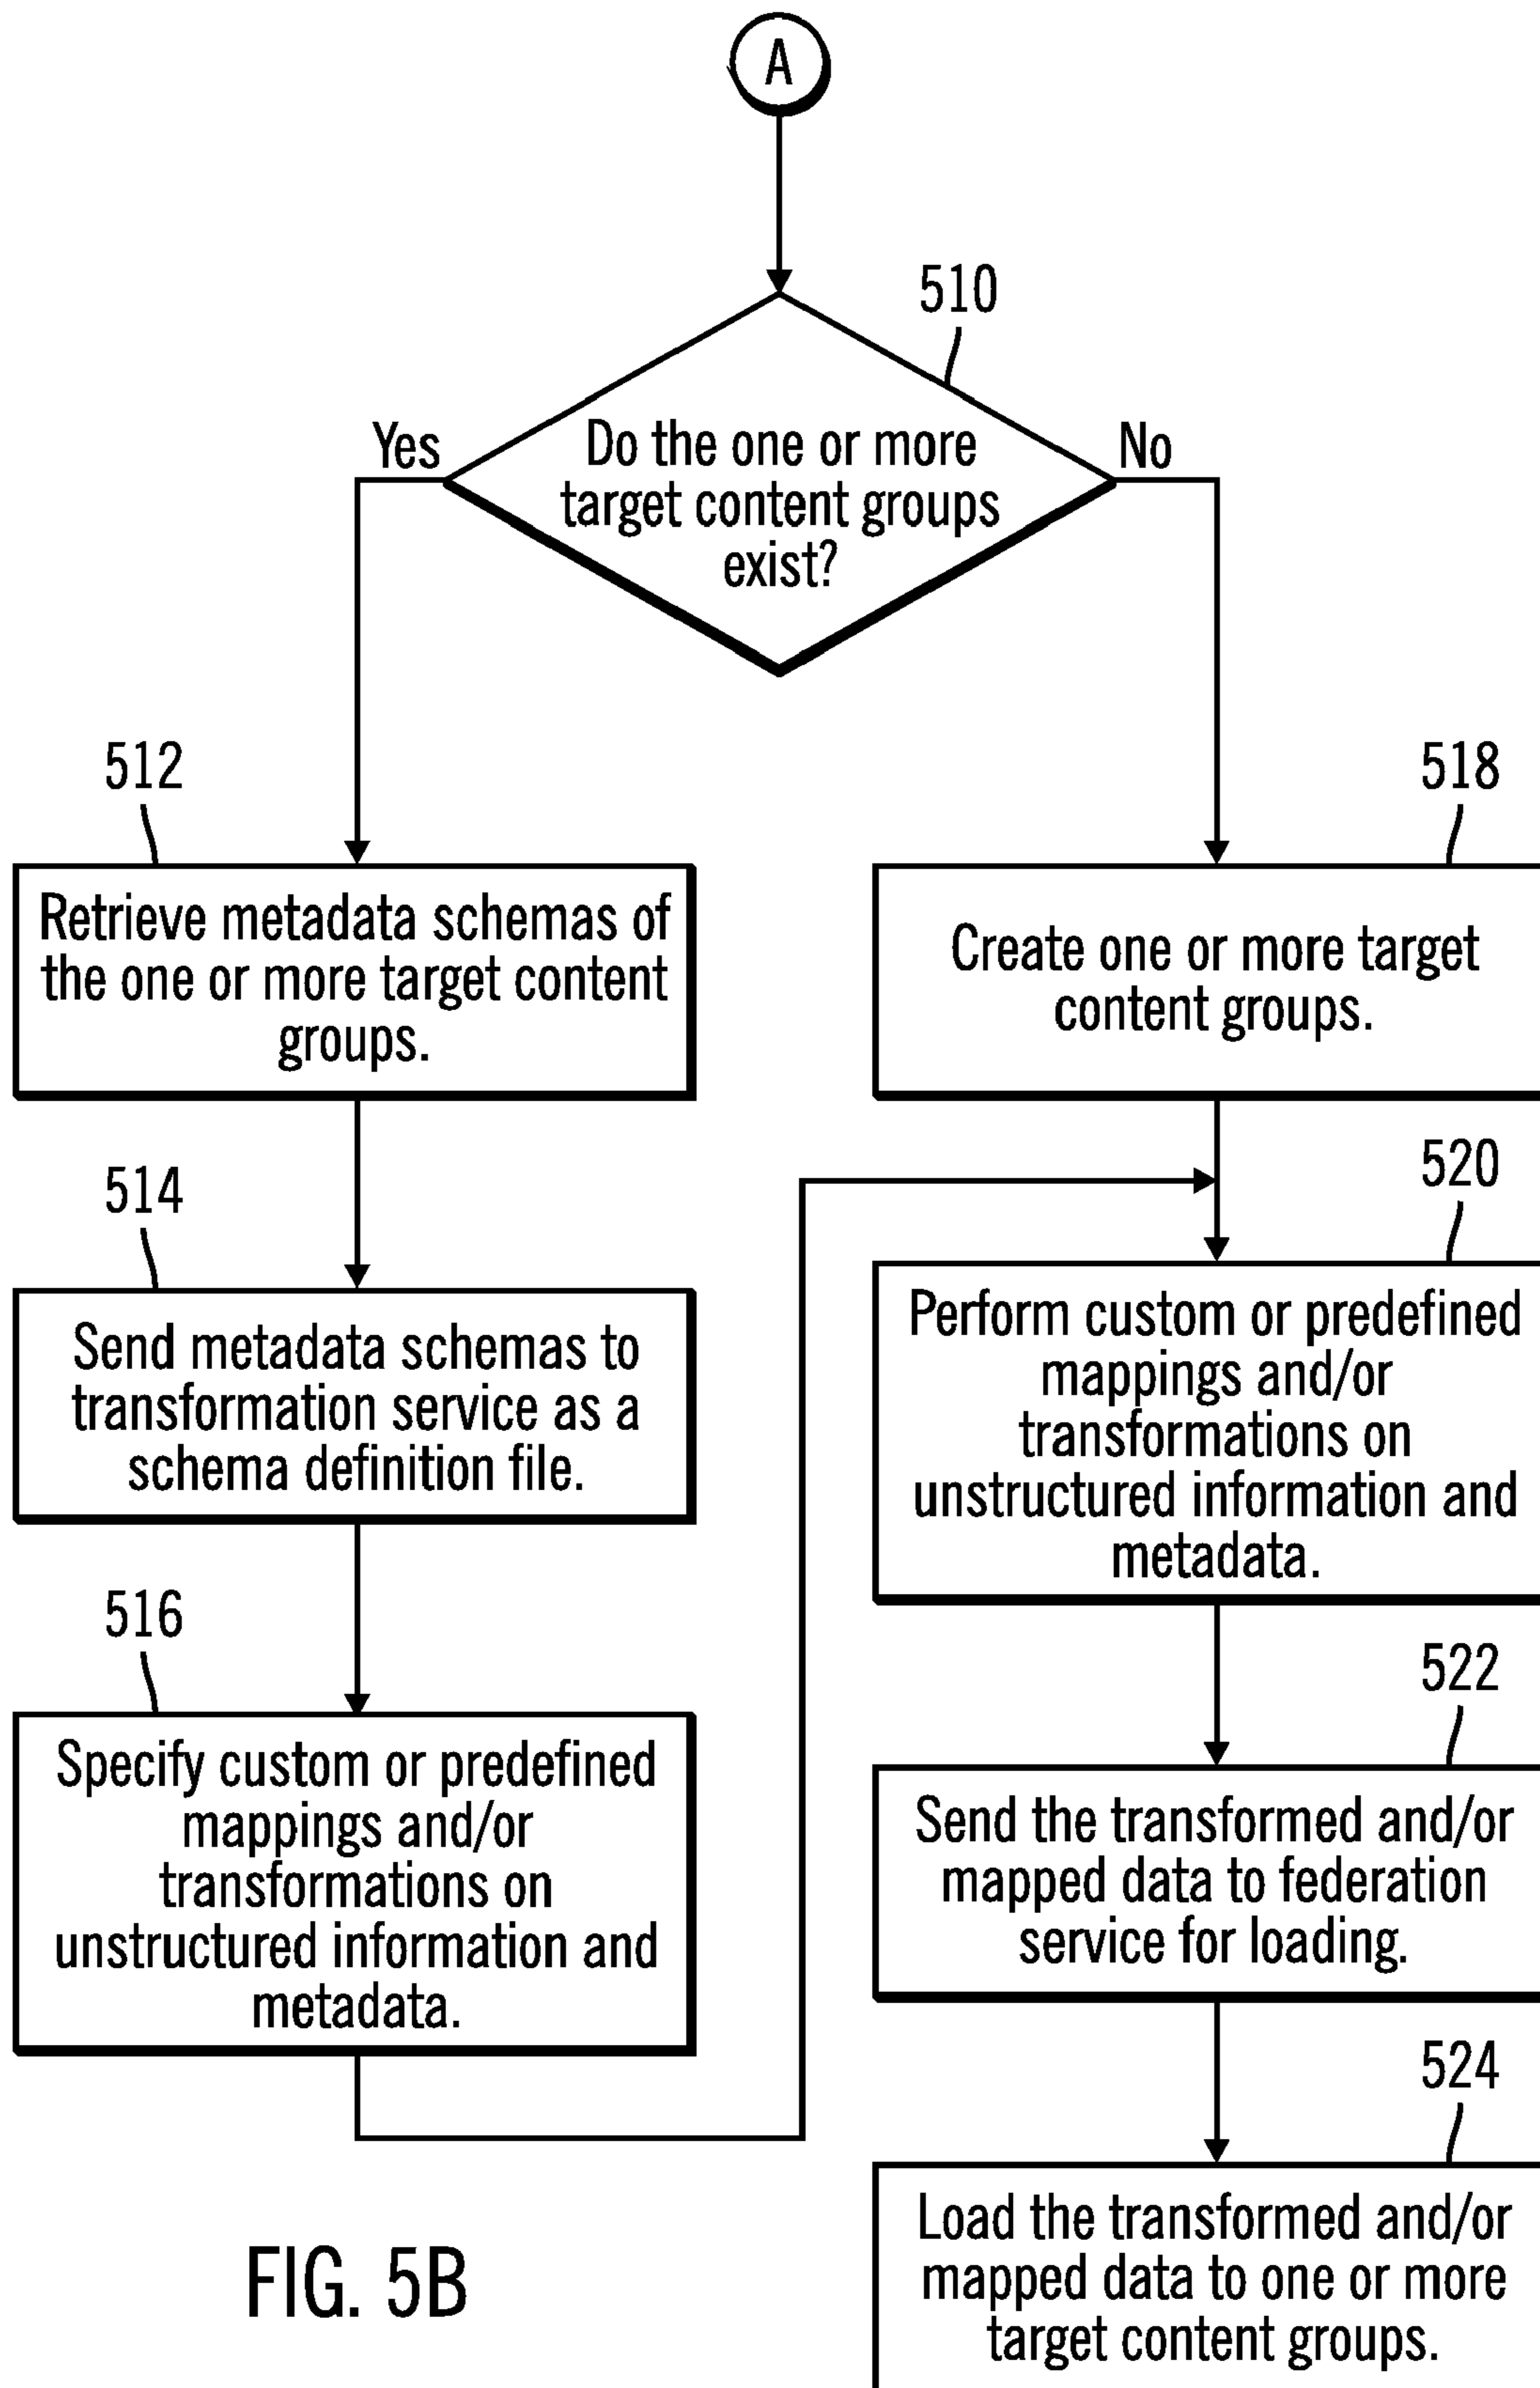 A
510
Yes
No
Do the one or more
target content groups
exist?
512
Retrieve metadata schemas of
the one or more target content
groups.
514
Send metadata schemas to
transformation service as a
schema definition file.
516
Specify custom or predefined
mappings and/or
transformations on
unstructured information and
metadata.
518
Create one or more target
content groups.
520
Perform custom or predefined
mappings and/or
transformations on
unstructured information and
metadata.
522
Send the transformed and/or
mapped data to federation
service for loading.
524
Load the transformed and/or
mapped data to one or more
target content groups.
FIG. 5B